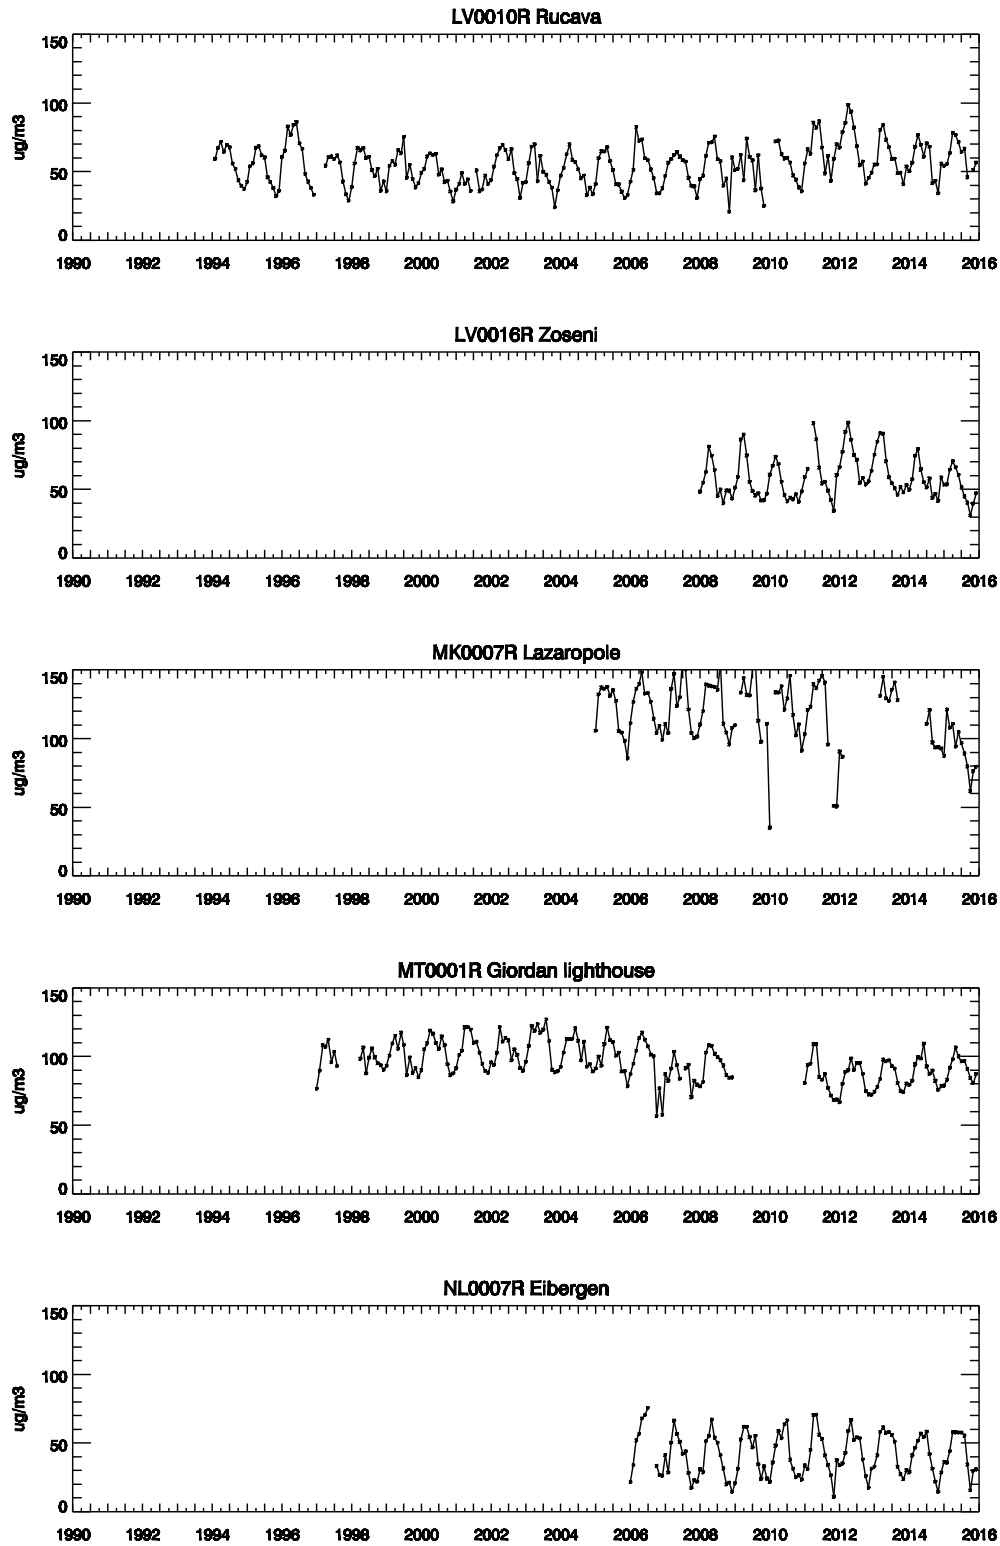 LV0010R Rucava
150
100
50
0
ug/m3
1990 1992 1994 1996 1998 2000 2002 2004 2006 2008 2010 2012 2014 2016
LV0016R Zoseni
150
100
50
0
ug/m3
1990 1992 1994 1996 1998 2000 2002 2004 2006 2008 2010 2012 2014 2016
MK0007R Lazaropole
150
100
50
0
ug/m3
1990 1992 1994 1996 1998 2000 2002 2004 2006 2008 2010 2012 2014 2016
MT0001R Giordan lighthouse
150
100
50
0
ug/m3
1990 1992 1994 1996 1998 2000 2002 2004 2006 2008 2010 2012 2014 2016
NL0007R Eibergen
150
100
50
0
ug/m3
1990 1992 1994 1996 1998 2000 2002 2004 2006 2008 2010 2012 2014 2016